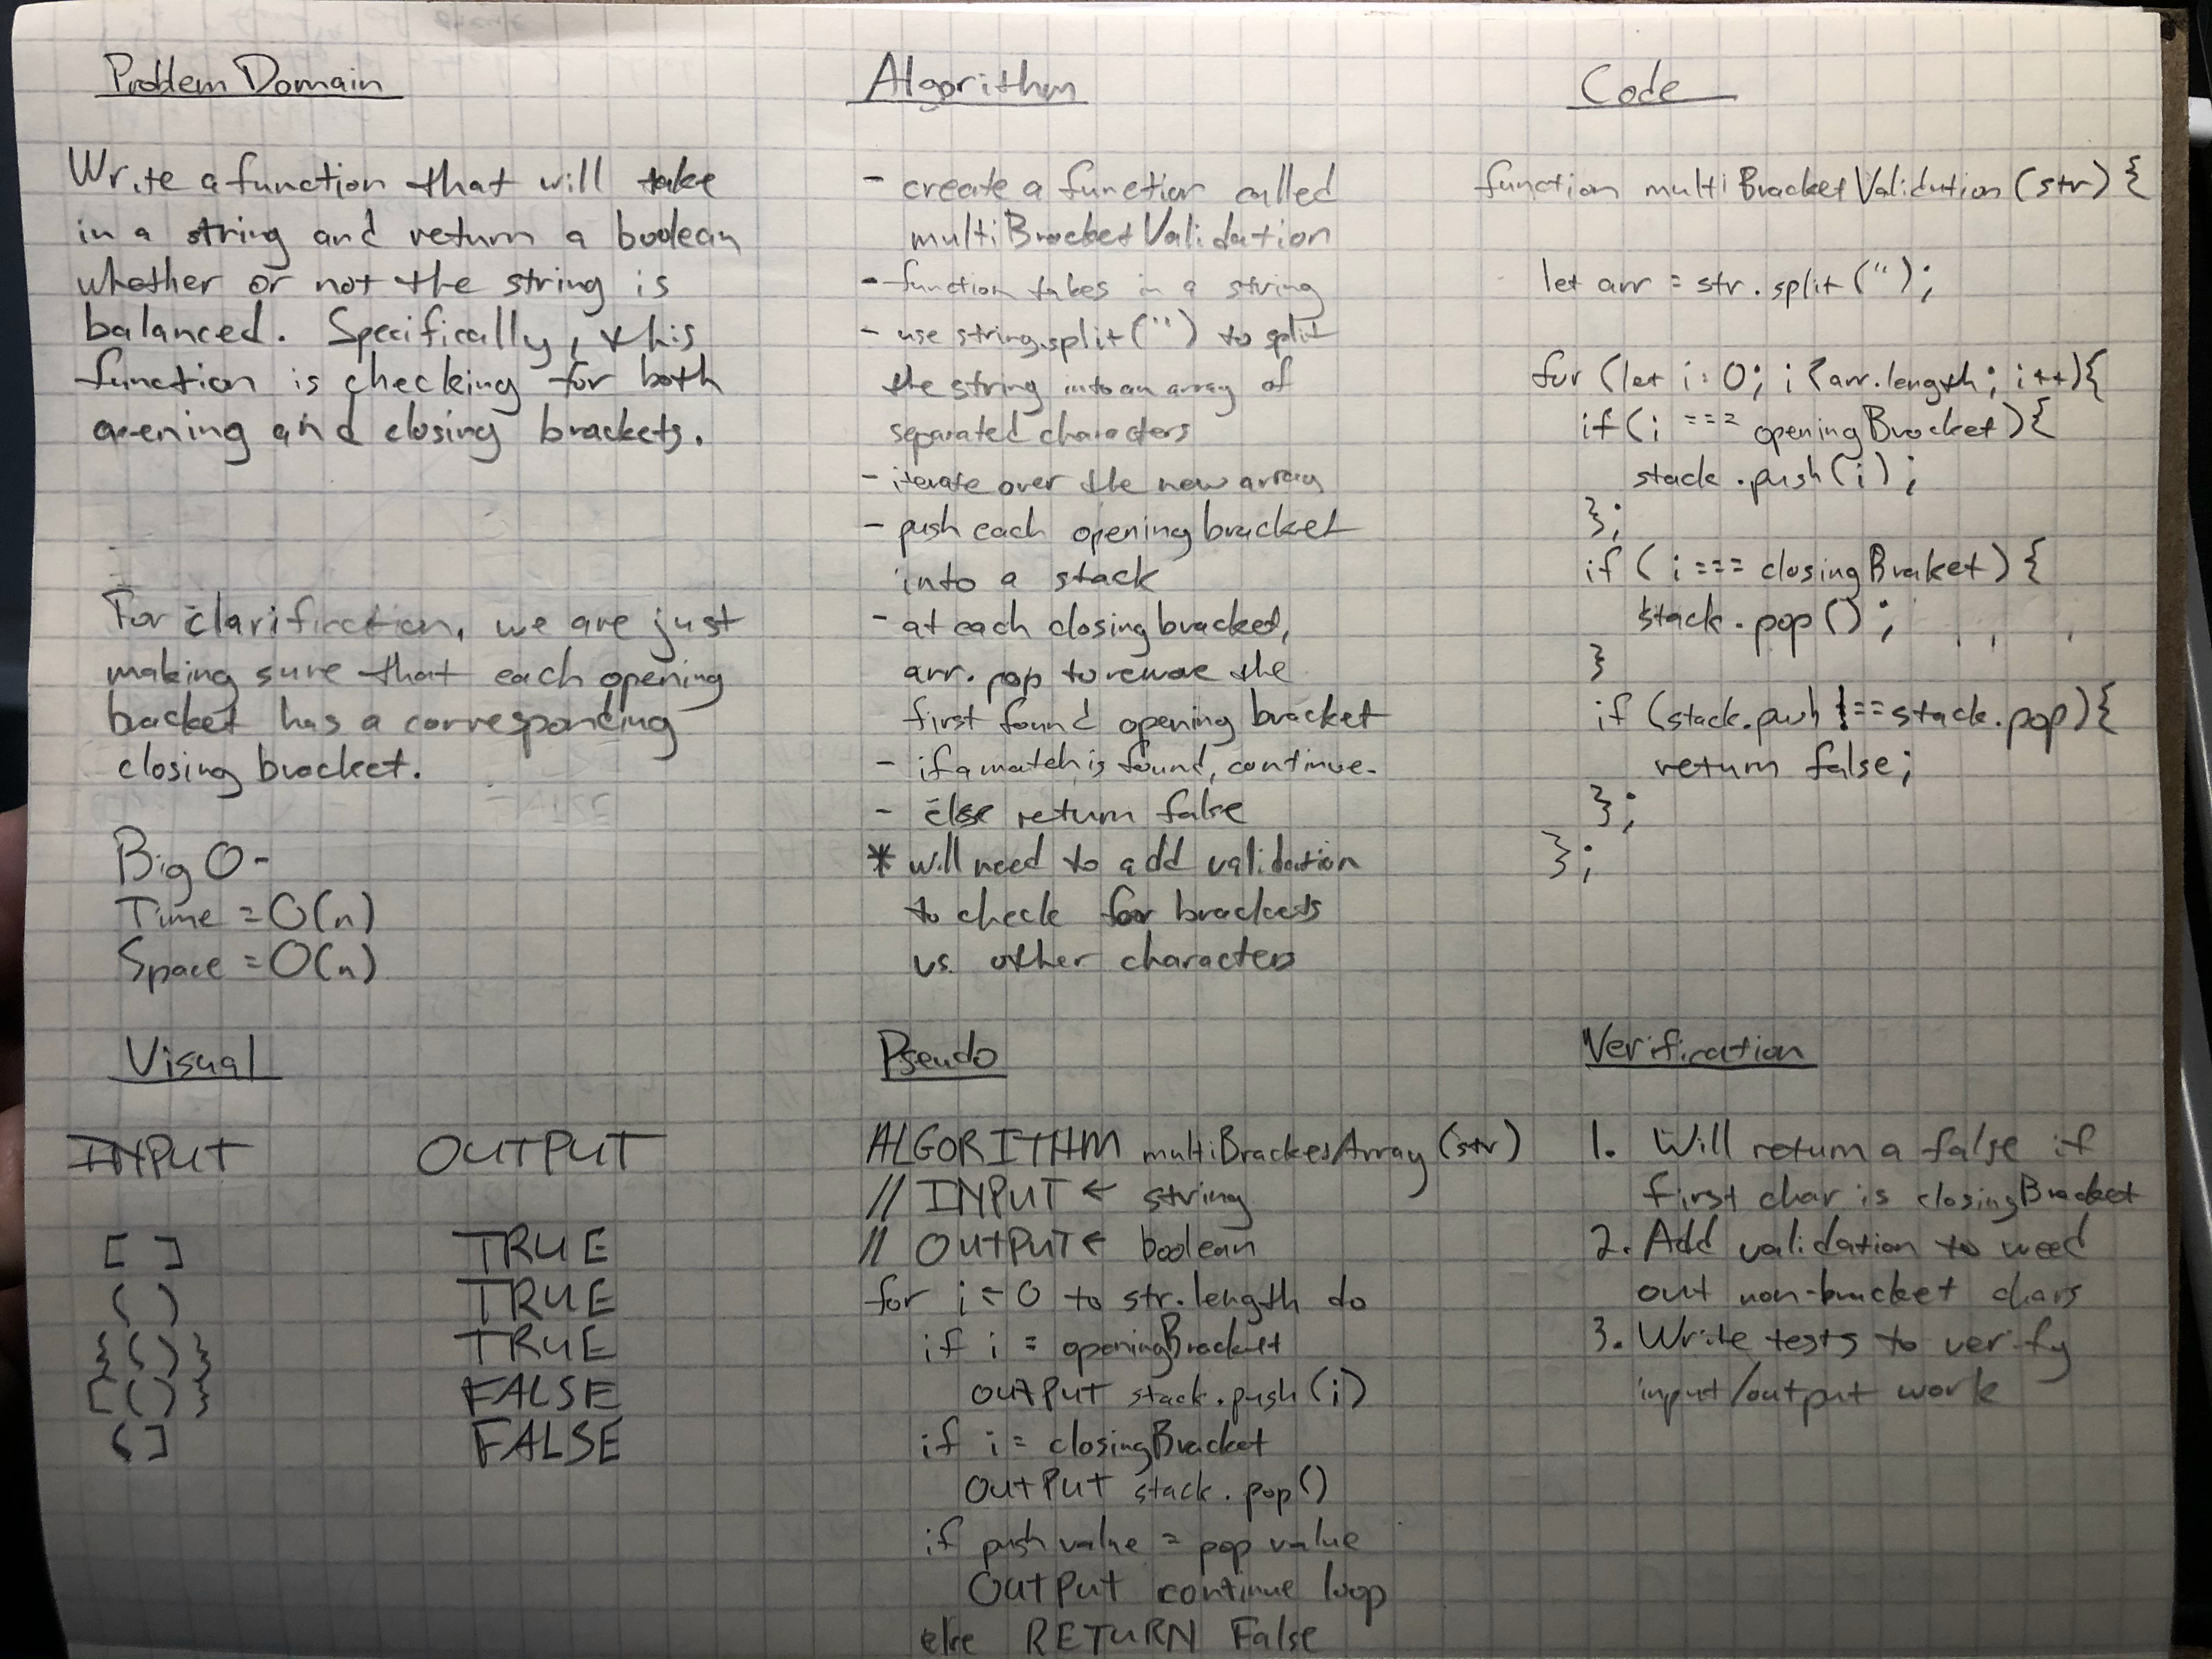 Problem Domain
Write a function that will take
in a string and return a boolean
whether or not the string is
balanced. Specifically, this
function is checking for both
opening and closing brackets.
For clarification, we are just
making sure that each opening
bracket has a corresponding
closing bracket.
Big O-
Time = O(n)
Space = O(n)
Visual
INPUT OUTPUT
[ ] TRUE
( ) TRUE
{ ( ) } TRUE
[ ( ) } FALSE
( ] FALSE
Algorithm
- create a function called
multiBracketValidation
- function takes in a string
- use string.split('') to split
the string into an array of
separated characters
- iterate over the new array
- push each opening bracket
into a stack
- at each closing bracket,
arr.pop to remove the
first found opening bracket
- if a match is found, continue.
- else return false
* will need to add validation
to check for brackets
vs. other characters
Pseudo
ALGORITHM multiBracketArray (str)
// INPUT ← string
// OUTPUT ← boolean
for i ← 0 to str.length do
if i = openingBracket
OUTPUT stack.push(i)
if i = closingBracket
OUTPUT stack.pop()
if push value = pop value
OUTPUT continue loop
else RETURN False
Code
function multiBracketValidation(str) {
let arr = str.split('');
for (let i = 0; i < arr.length; i++){
if (i === openingBracket){
stack.push(i);
};
if (i === closingBraket) {
stack.pop();
}
if (stack.push !== stack.pop){
return false;
};
};
Verification
1. Will return a false if
first char is closingBracket
2. Add validation to weed
out non-bracket chars
3. Write tests to verify
input/output work